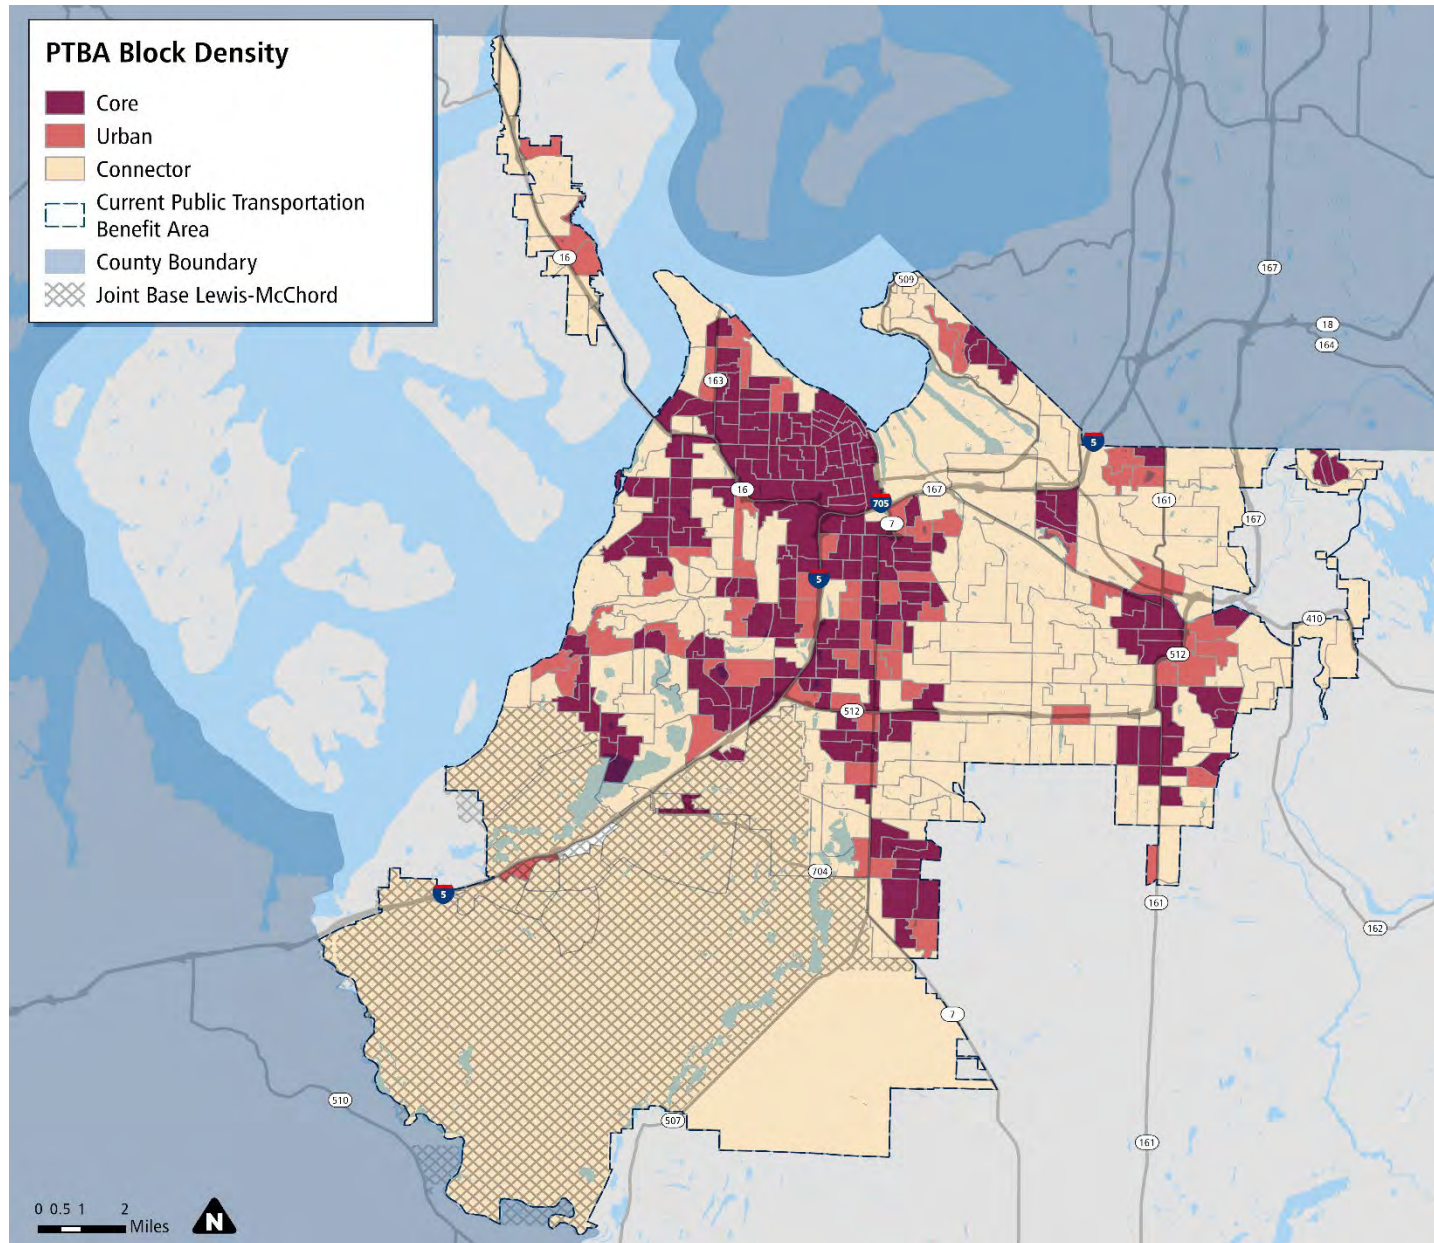 PTBA Block Density
Core
Urban
Connector
Current Public Transportation
Benefit Area
County Boundary
Joint Base Lewis-McChord
16
509
167
18
164
163
5
16
167
705
7
161
167
5
410
512
512
704
5
161
162
7
510
507
161
0 0.5 1 2
Miles
N